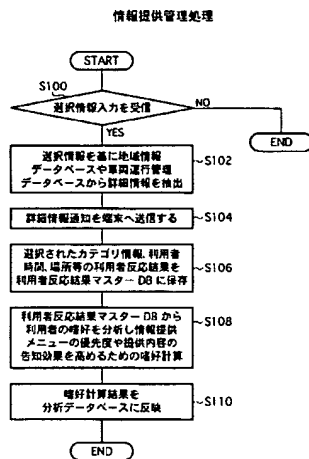 情報提供管理処理
START
S100
選択情報入力を受信
NO
END
YES
選択情報を基に地域情報
データベースや車両運行管理
データベースから詳細情報を抽出
S102
詳細情報通知を端末へ送信する
S104
選択されたカテゴリ情報、利用者
時間、場所等の利用者反応結果を
利用者反応結果マスターDBに保存
S106
利用者反応結果マスターDBから
利用者の嗜好を分析し情報提供
メニューの優先度や提供内容の
告知効果を高めるための嗜好計算
S108
嗜好計算結果を
分析データベースに反映
S110
END